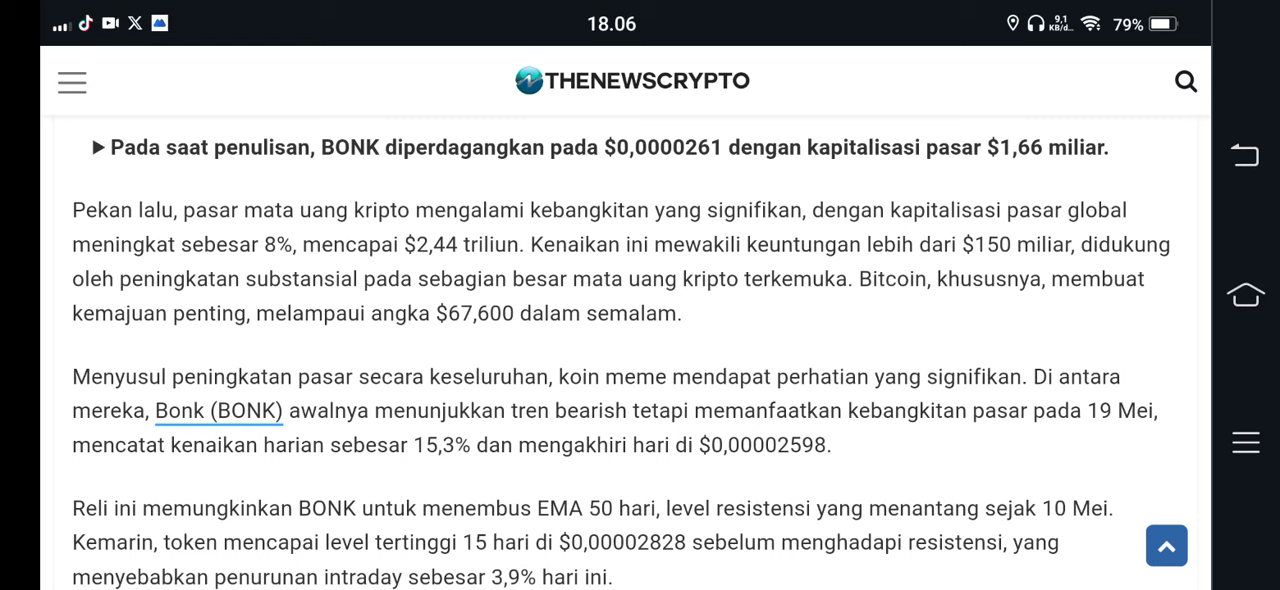 18.06
9,1
KB/d...
79%
THENEWSCRYPTO
Pada saat penulisan, BONK diperdagangkan pada $0,0000261 dengan kapitalisasi pasar $1,66 miliar.
Pekan lalu, pasar mata uang kripto mengalami kebangkitan yang signifikan, dengan kapitalisasi pasar global
meningkat sebesar 8%, mencapai $2,44 triliun. Kenaikan ini mewakili keuntungan lebih dari $150 miliar, didukung
oleh peningkatan substansial pada sebagian besar mata uang kripto terkemuka. Bitcoin, khususnya, membuat
kemajuan penting, melampaui angka $67,600 dalam semalam.
Menyusul peningkatan pasar secara keseluruhan, koin meme mendapat perhatian yang signifikan. Di antara
mereka, Bonk (BONK) awalnya menunjukkan tren bearish tetapi memanfaatkan kebangkitan pasar pada 19 Mei,
mencatat kenaikan harian sebesar 15,3% dan mengakhiri hari di $0,00002598.
Reli ini memungkinkan BONK untuk menembus EMA 50 hari, level resistensi yang menantang sejak 10 Mei.
Kemarin, token mencapai level tertinggi 15 hari di $0,00002828 sebelum menghadapi resistensi, yang
menyebabkan penurunan intraday sebesar 3,9% hari ini.